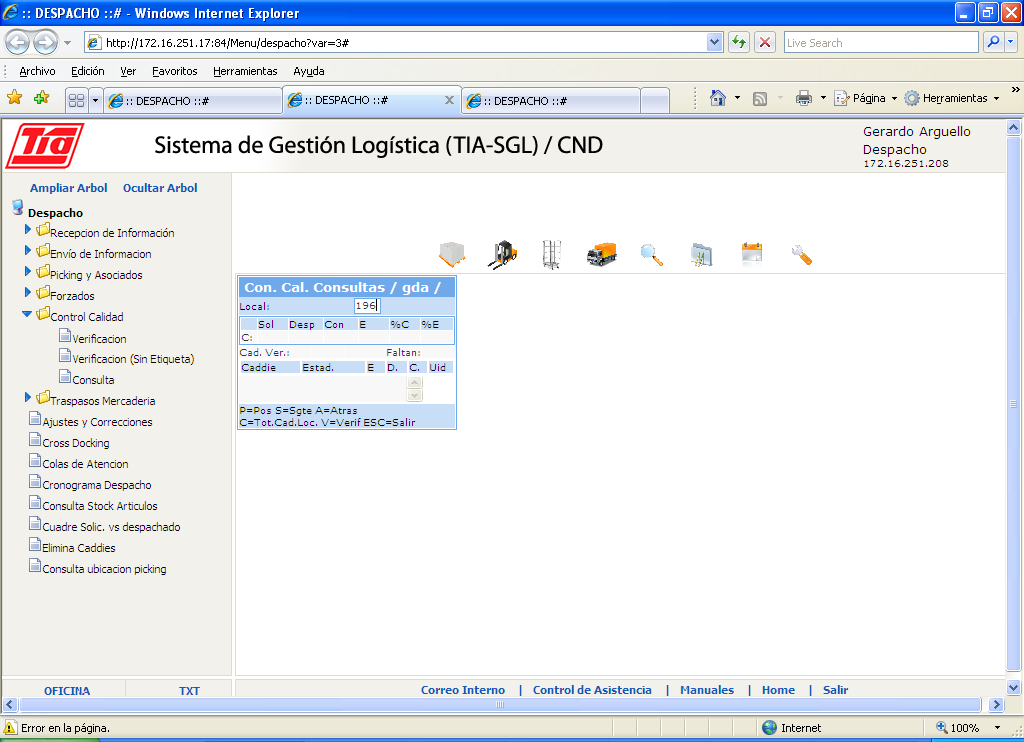 :: DESPACHO ::# - Windows Internet Explorer
http://172.16.251.17:84/Menu/despacho?var=3#
Live Search
Archivo Edición Ver Favoritos Herramientas Ayuda
:: DESPACHO ::# :: DESPACHO ::# :: DESPACHO ::# Página Herramientas »
Tia
Sistema de Gestión Logística (TIA-SGL) / CND
Gerardo Arguello
Despacho
172.16.251.208
Ampliar Arbol Ocultar Arbol
Despacho
Recepcion de Información
Envío de Informacion
Picking y Asociados
Forzados
Control Calidad
Verificacion
Verificacion (Sin Etiqueta)
Consulta
Traspasos Mercaderia
Ajustes y Correcciones
Cross Docking
Colas de Atencion
Cronograma Despacho
Consulta Stock Articulos
Cuadre Solic. vs despachado
Elimina Caddies
Consulta ubicacion picking
Con. Cal. Consultas / gda /
Local: 196
Sol Desp Con E %C %E
C:
Cad. Ver.: Faltan:
Caddie Estad. E D. C. Uid
P=Pos S=Sgte A=Atras
C=Tot.Cad.Loc. V=Verif ESC=Salir
OFICINA TXT
Correo Interno | Control de Asistencia | Manuales | Home | Salir
Error en la página. Internet 100%